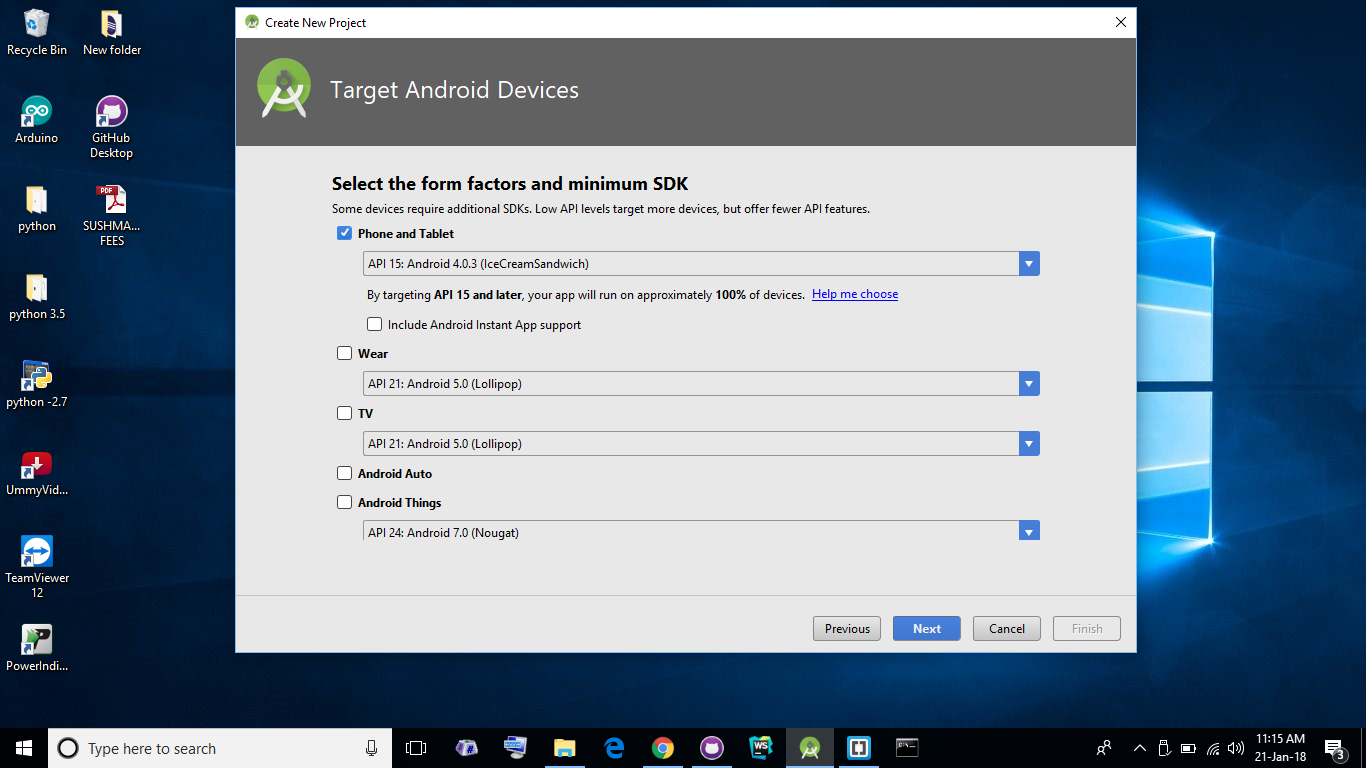 Recycle Bin
New folder
Arduino
GitHub
Desktop
python
SUSHMA...
FEES
python 3.5
python -2.7
UmmyVid...
TeamViewer
12
PowerIndi...
Create New Project
Target Android Devices
Select the form factors and minimum SDK
Some devices require additional SDKs. Low API levels target more devices, but offer fewer API features.
Phone and Tablet
API 15: Android 4.0.3 (IceCreamSandwich)
By targeting API 15 and later, your app will run on approximately 100% of devices. Help me choose
Include Android Instant App support
Wear
API 21: Android 5.0 (Lollipop)
TV
API 21: Android 5.0 (Lollipop)
Android Auto
Android Things
API 24: Android 7.0 (Nougat)
Previous
Next
Cancel
Finish
PDF
Type here to search
WS
11:15 AM
21-Jan-18
3